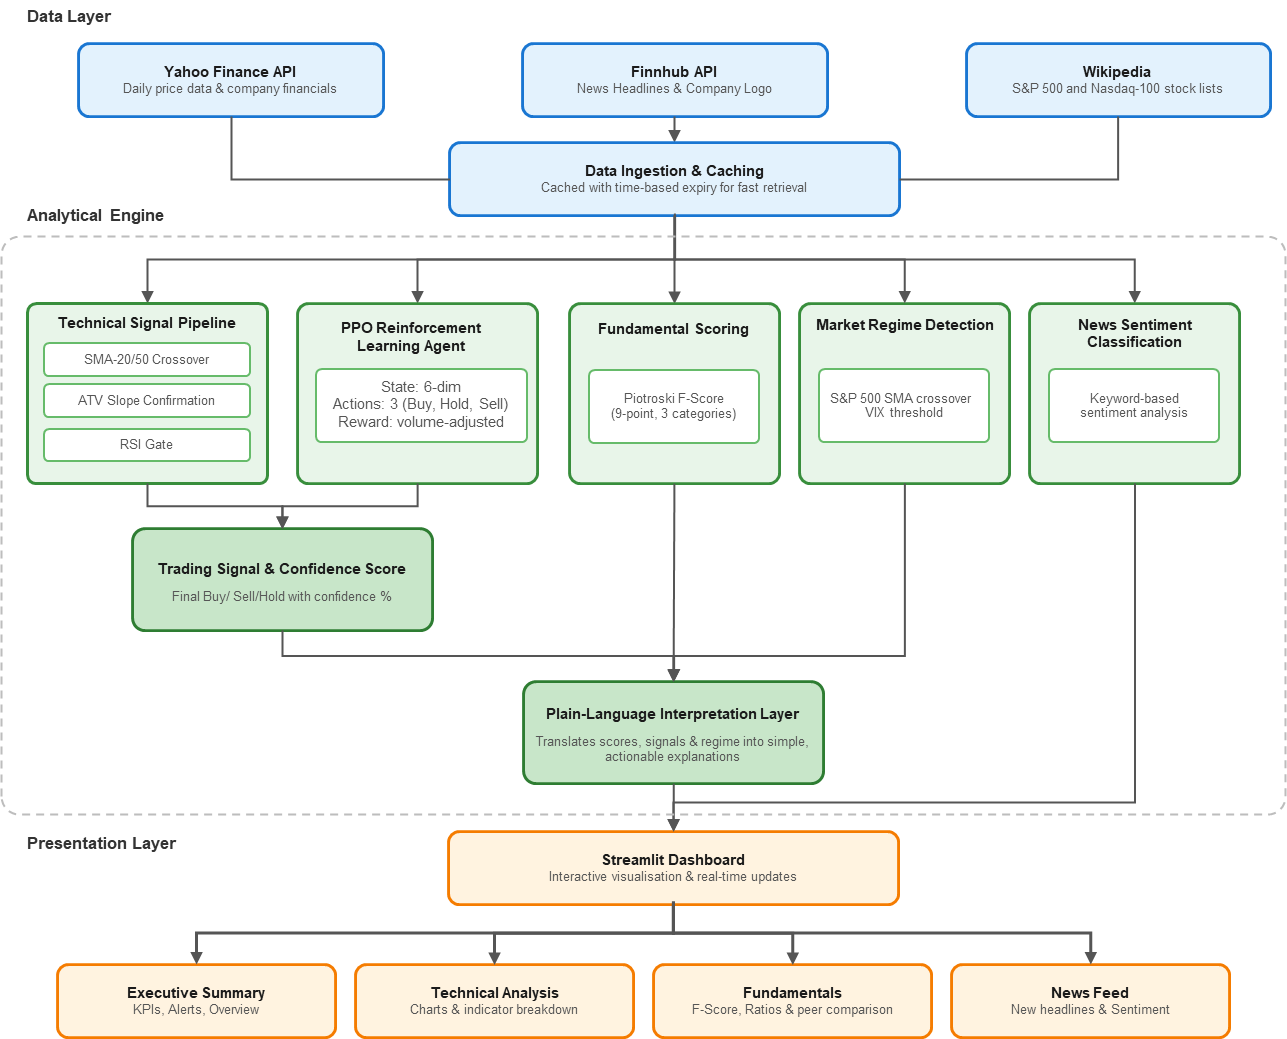 Data Layer
Yahoo Finance API
Daily price data & company financials
Finnhub API
News Headlines & Company Logo
Wikipedia
S&P 500 and Nasdaq-100 stock lists
Data Ingestion & Caching
Cached with time-based expiry for fast retrieval
Analytical Engine
Technical Signal Pipeline
SMA-20/50 Crossover
ATV Slope Confirmation
RSI Gate
PPO Reinforcement
Learning Agent
State: 6-dim
Actions: 3 (Buy, Hold, Sell)
Reward: volume-adjusted
Fundamental Scoring
Piotroski F-Score
(9-point, 3 categories)
Market Regime Detection
S&P 500 SMA crossover
VIX threshold
News Sentiment
Classification
Keyword-based
sentiment analysis
Trading Signal & Confidence Score
Final Buy/ Sell/Hold with confidence %
Plain-Language Interpretation Layer
Translates scores, signals & regime into simple,
actionable explanations
Presentation Layer
Streamlit Dashboard
Interactive visualisation & real-time updates
Executive Summary
KPIs, Alerts, Overview
Technical Analysis
Charts & indicator breakdown
Fundamentals
F-Score, Ratios & peer comparison
News Feed
New headlines & Sentiment